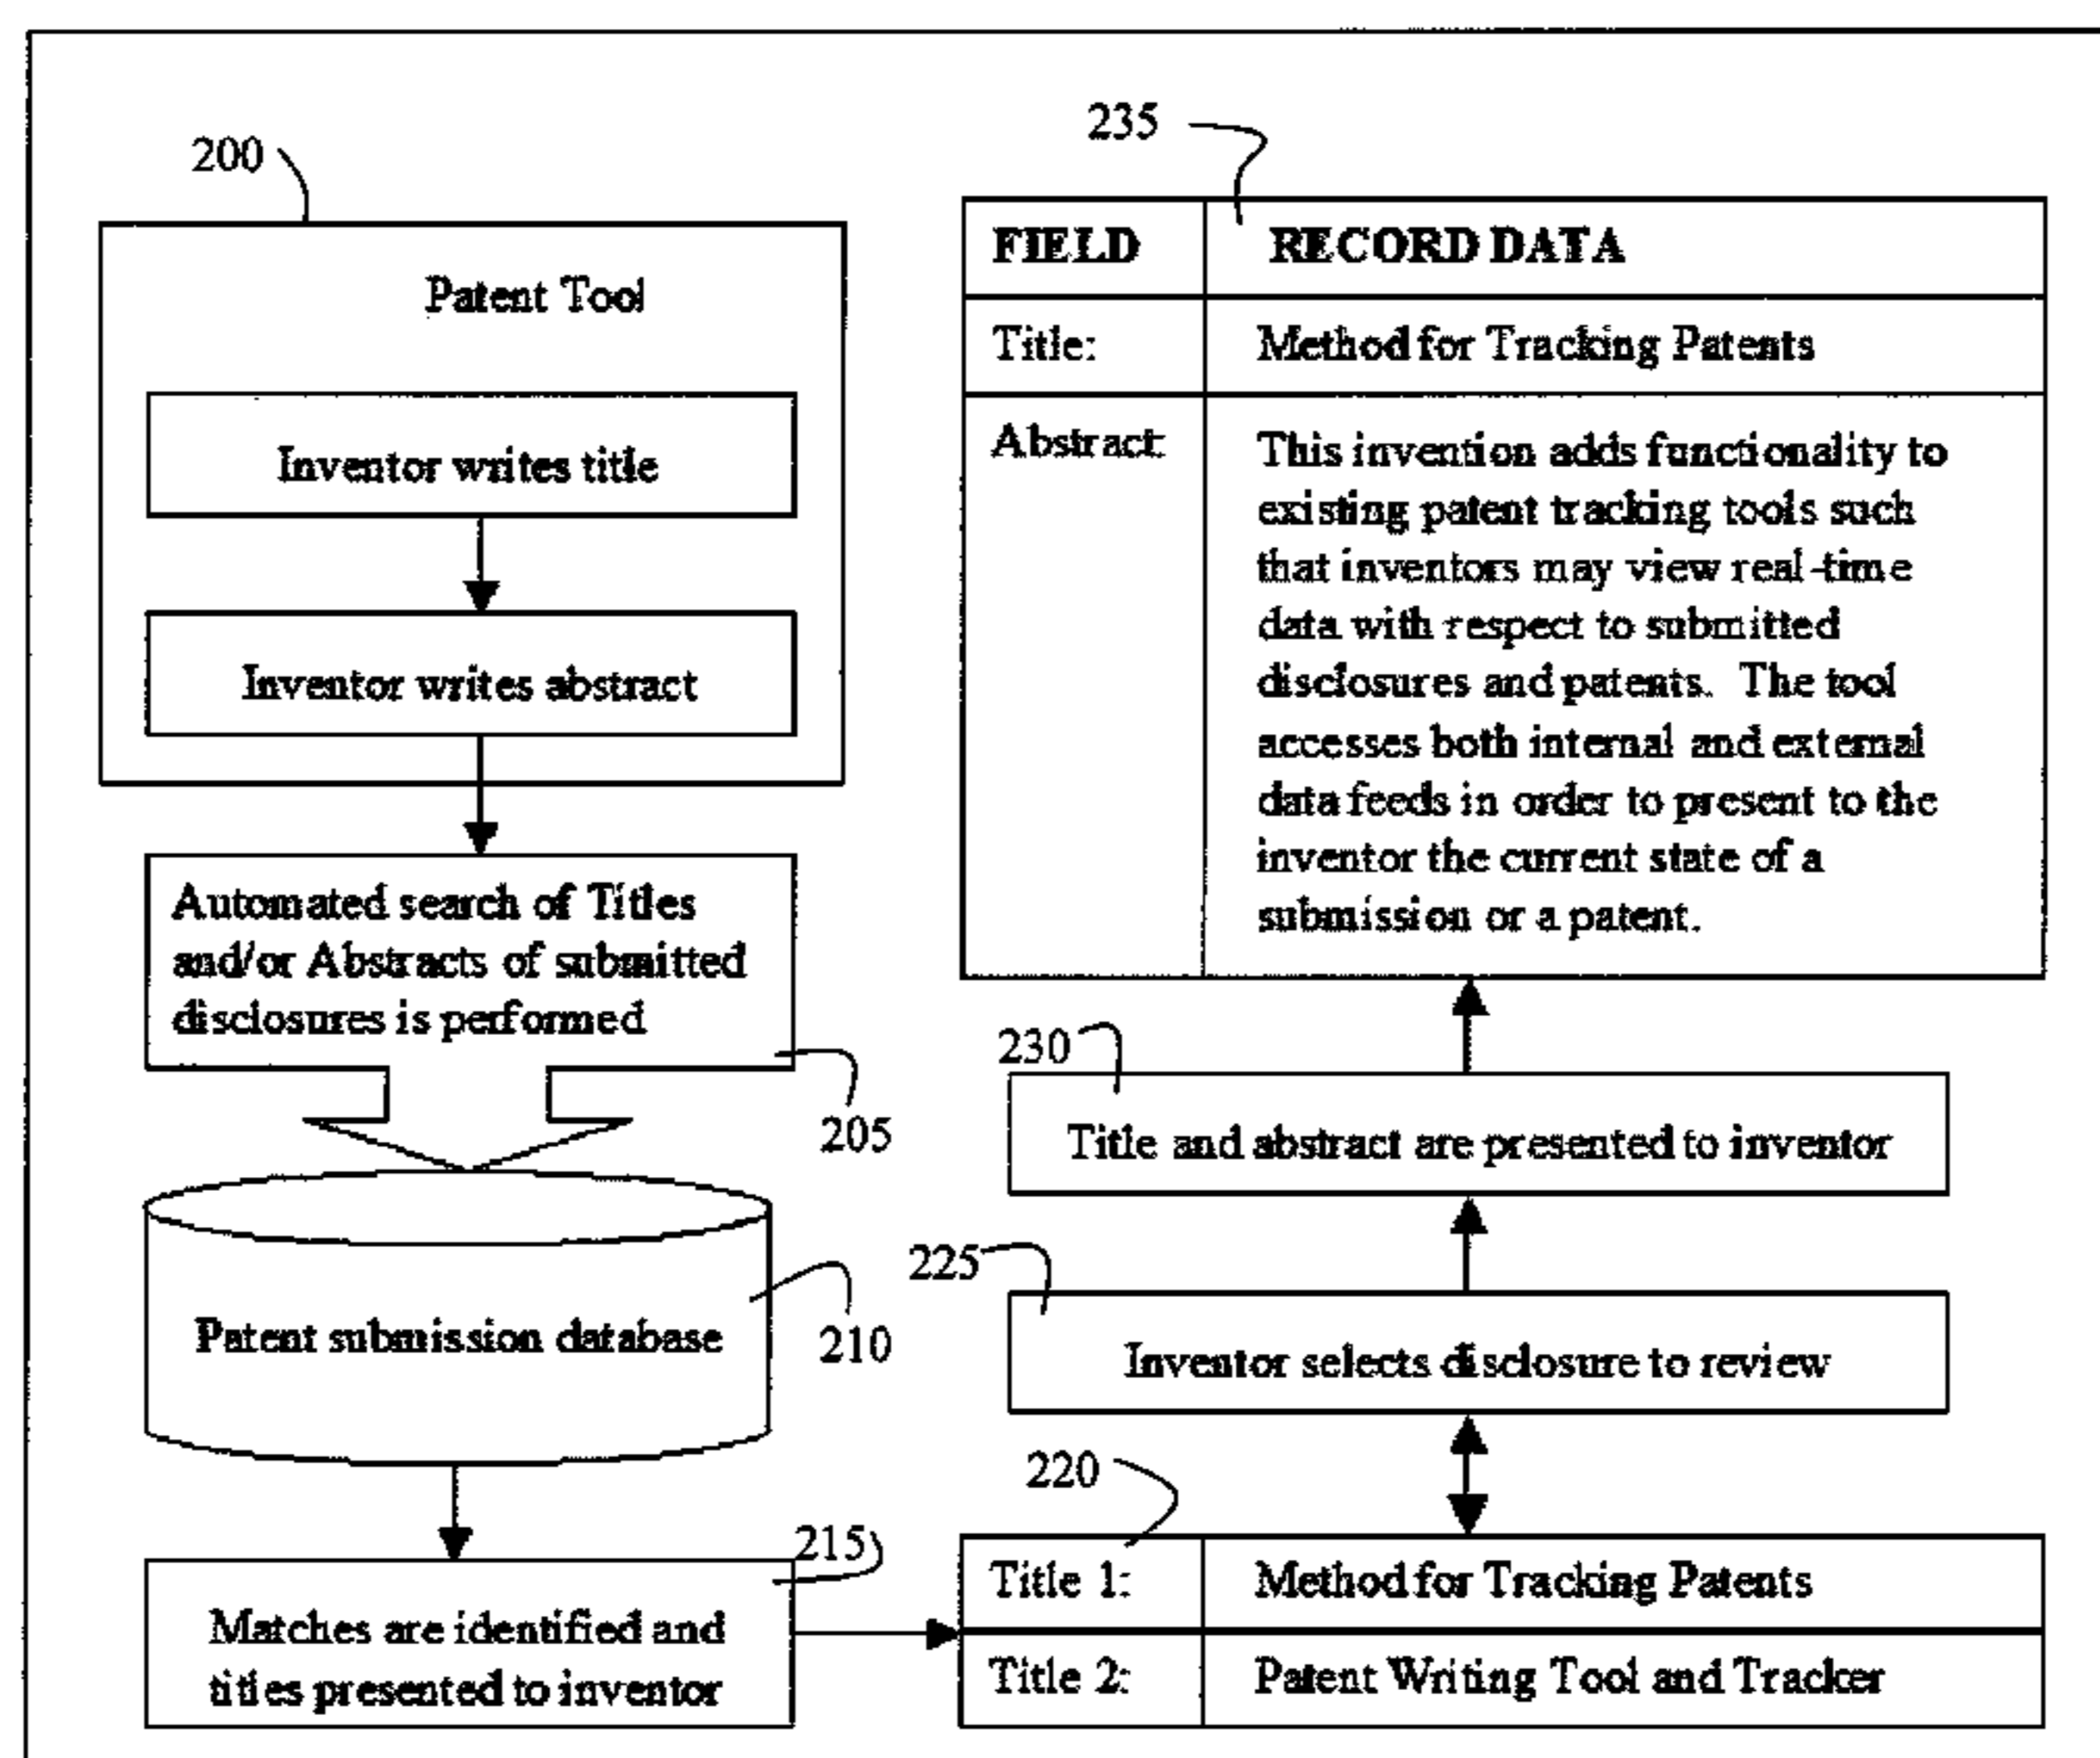 200
Patent Tool
Inventor writes title
Inventor writes abstract
Automated search of Titles
and/or Abstracts of submitted
disclosures is performed
205
Patent submission database
210
215
Matches are identified and
titles presented to inventor
235
FIELD RECORD DATA
Title: Method for Tracking Patents
Abstract: This invention adds functionality to
existing patent tracking tools such
that inventors may view real-time
data with respect to submitted
disclosures and patents. The tool
accesses both internal and external
data feeds in order to present to the
inventor the current state of a
submission or a patent.
230
Title and abstract are presented to inventor
225
Inventor selects disclosure to review
220
Title 1: Method for Tracking Patents
Title 2: Patent Writing Tool and Tracker